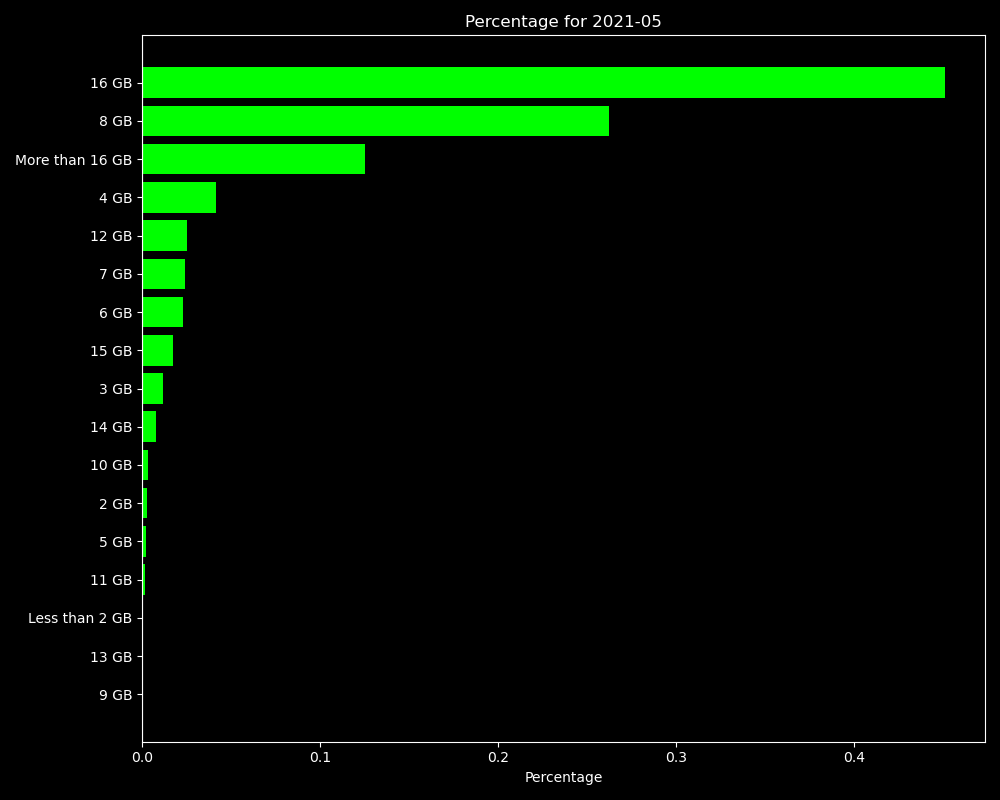 Percentage for 2021-05
16 GB
8 GB
More than 16 GB
4 GB
12 GB
7 GB
6 GB
15 GB
3 GB
14 GB
10 GB
2 GB
5 GB
11 GB
Less than 2 GB
13 GB
9 GB
0.0 0.1 0.2 0.3 0.4
Percentage